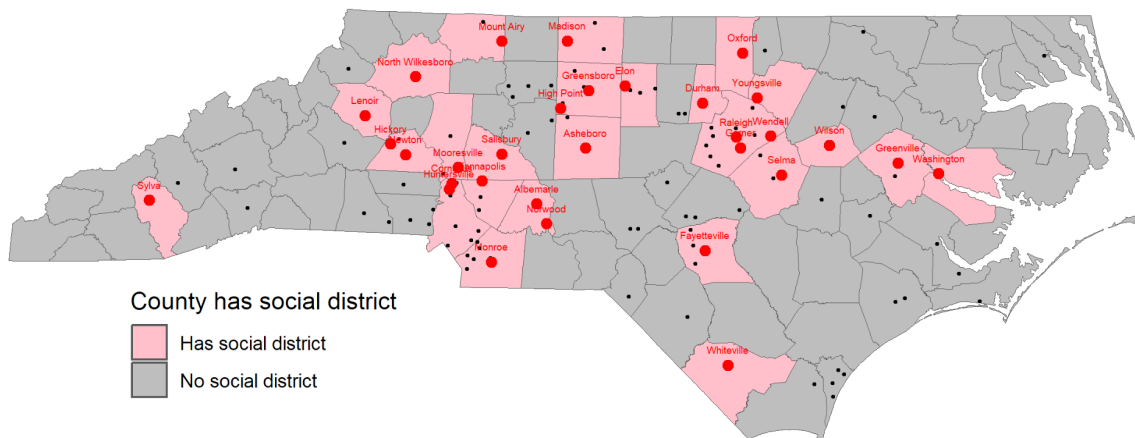 Mount Airy
Madison
Oxford
North Wilkesboro
Greensboro
Elon
High Point
Durham
Youngsville
Lenoir
Hickory
Newton
Mooresville
Salisbury
Asheboro
Raleigh
Wendell
Garner
Wilson
Huntersville
Selma
Greenville
Washington
Sylva
Albemarle
Norwood
Monroe
Fayetteville
Whiteville
County has social district
Has social district
No social district